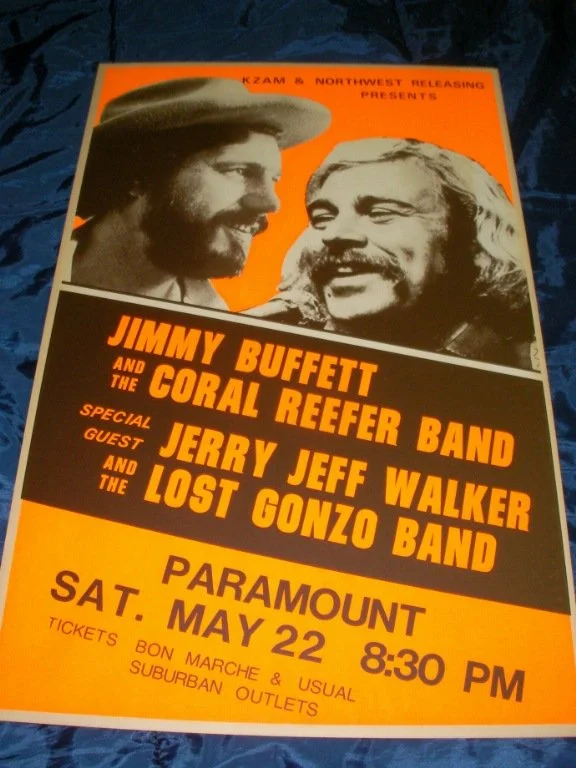 KZAM & NORTHWEST RELEASING
PRESENTS
JIMMY BUFFETT
AND THE CORAL REEFER BAND
SPECIAL GUEST JERRY JEFF WALKER
AND THE LOST GONZO BAND
PARAMOUNT
SAT. MAY 22 8:30 PM
TICKETS BON MARCHE & USUAL
SUBURBAN OUTLETS